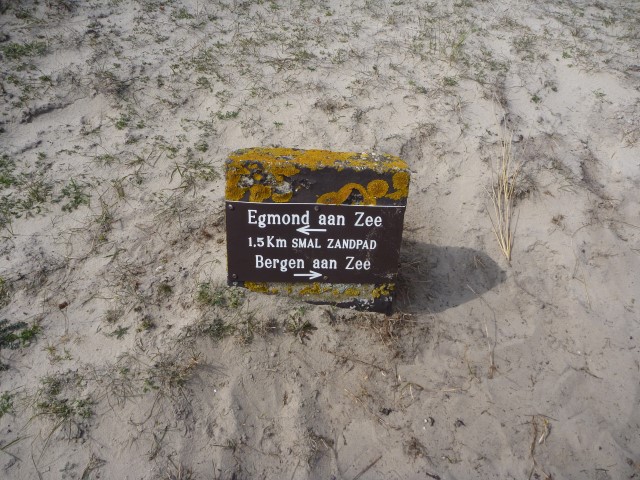 Egmond aan Zee
←
1.5 Km SMAL ZANDPAD
Bergen aan Zee
→